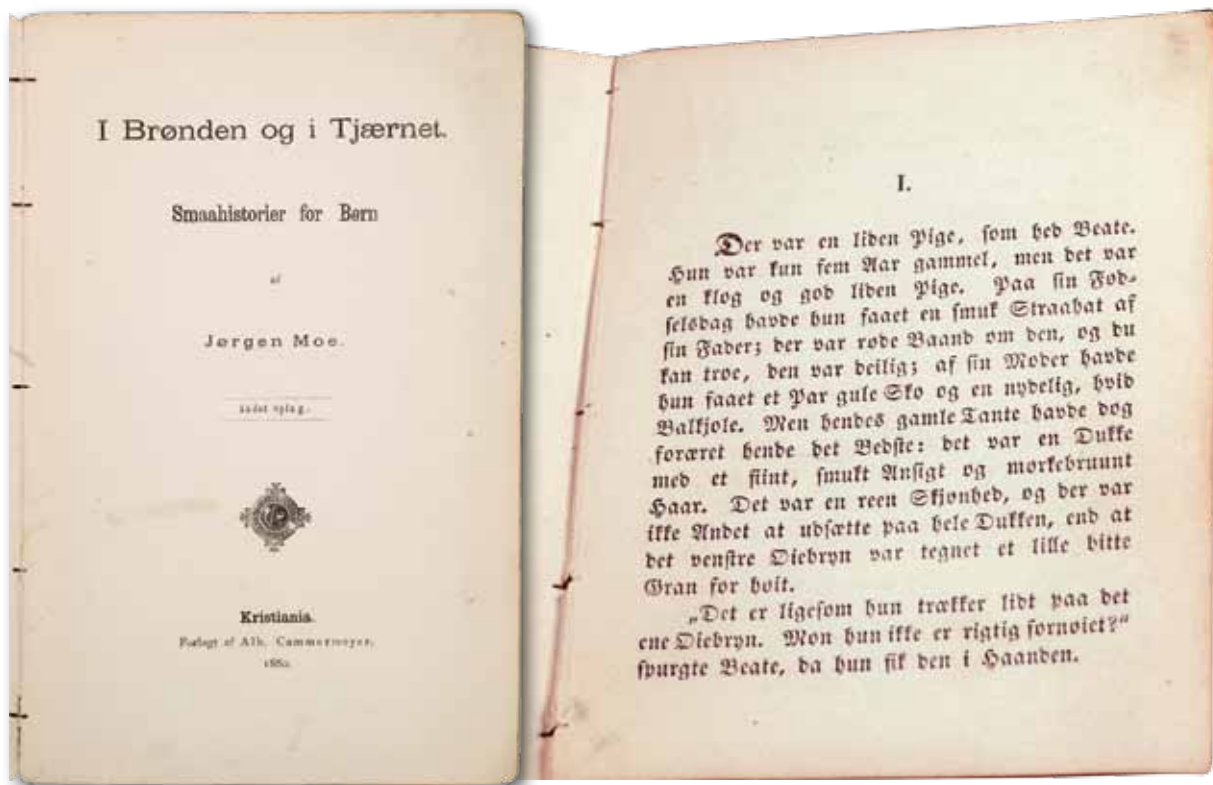 I Brønden og i Tjærnet.
Smaahistorier for Børn
af
Jørgen Moe.
Andet oplag.
Kristiania.
Forlagt af Alb. Cammermeyer.
I.
Der var en liden Pige, som hed Beate.
Hun var kun fem Aar gammel, men det var
en klog og god liden Pige. Paa sin Fød-
selsdag havde hun faaet en smuk Straahat af
sin Fader; der var røde Baand om den, og du
kan troe, den var deilig; af sin Moder havde
hun faaet et Par gule Sko og en nydelig, hvid
Balkjole. Men hendes gamle Tante havde dog
foræret hende det Bedste: det var en Dukke
med et fiint, smukt Ansigt og mørkebruunt
Haar. Det var en reen Skjønhed, og der var
ikke Andet at udsætte paa hele Dukken, end at
det venstre Øiebryn var tegnet et lille bitte
Gran for høit.
„Det er ligesom hun trækker lidt paa det
ene Øiebryn. Mon hun ikke er rigtig fornøiet?“
spurgte Beate, da hun fik den i Haanden.